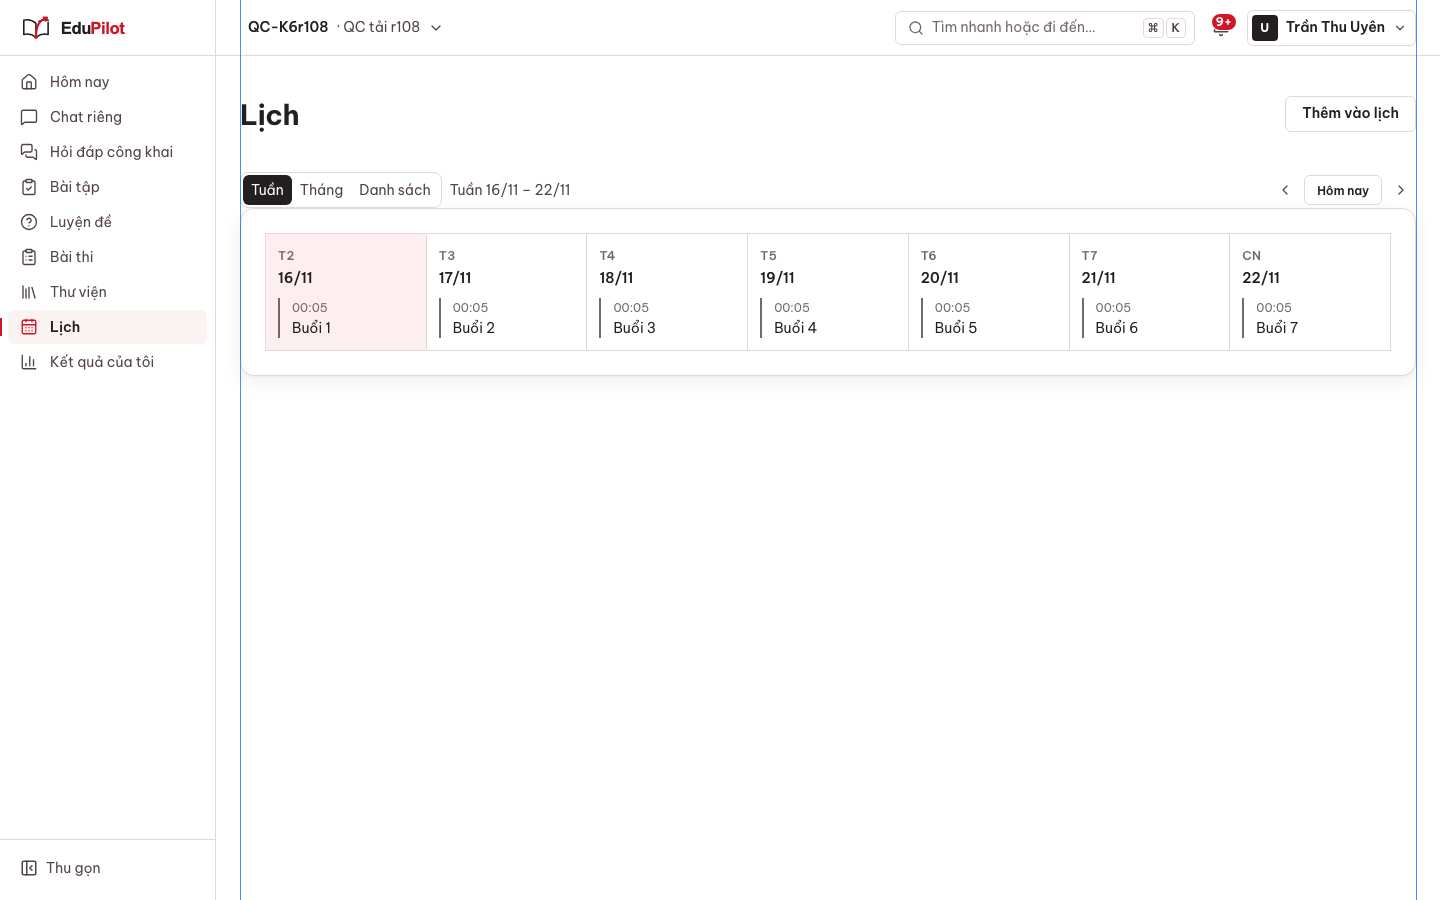 EduPilot
QC-K6r108 · QC tải r108
Tìm nhanh hoặc đi đến... ⌘ K
9+
U Trần Thu Uyên
Hôm nay
Chat riêng
Hỏi đáp công khai
Bài tập
Luyện đề
Bài thi
Thư viện
Lịch
Kết quả của tôi
Thu gọn
Lịch
Thêm vào lịch
Tuần Tháng Danh sách Tuần 16/11 – 22/11
Hôm nay
T2
16/11
00:05
Buổi 1
T3
17/11
00:05
Buổi 2
T4
18/11
00:05
Buổi 3
T5
19/11
00:05
Buổi 4
T6
20/11
00:05
Buổi 5
T7
21/11
00:05
Buổi 6
CN
22/11
00:05
Buổi 7